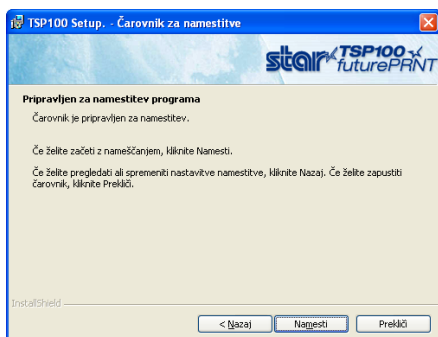 TSP100 Setup. - Čarovnik za namestitve
star TSP100
futurePRNT
Pripravljen za namestitev programa
Čarovnik je pripravljen za namestitev.
Če želite začeti z nameščanjem, kliknite Namesti.
Če želite pregledati ali spremeniti nastavitve namestitve, kliknite Nazaj. Če želite zapustiti
čarovnik, kliknite Prekliči.
InstallShield
< Nazaj Namesti Prekliči